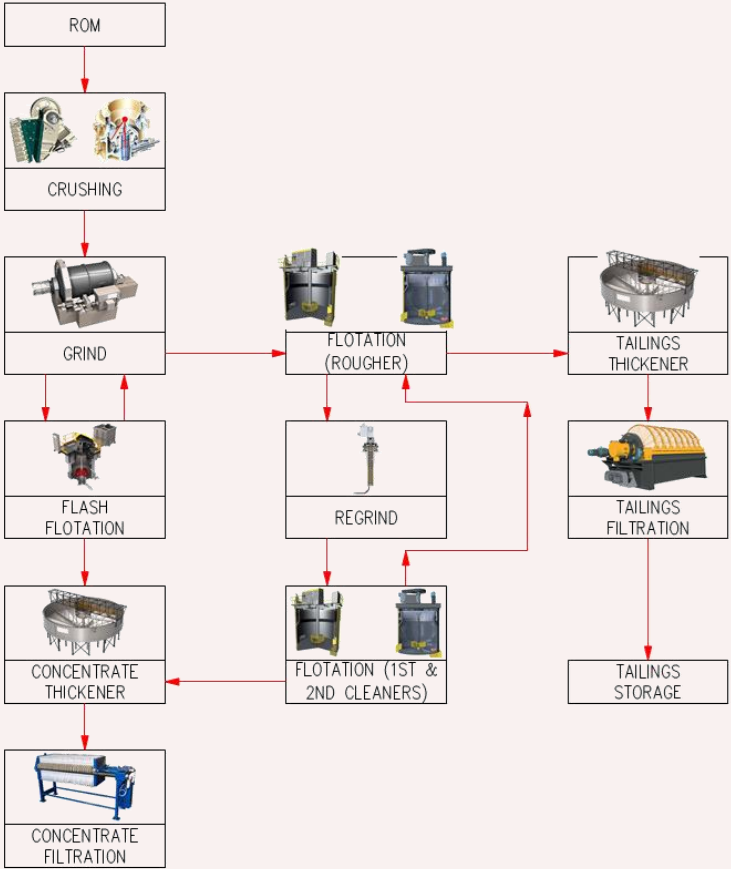 ROM
CRUSHING
GRIND
FLOTATION
(ROUGHER)
TAILINGS
THICKENER
FLASH
FLOTATION
REGRIND
TAILINGS
FILTRATION
CONCENTRATE
THICKENER
FLOTATION (1ST &
2ND CLEANERS)
TAILINGS
STORAGE
CONCENTRATE
FILTRATION